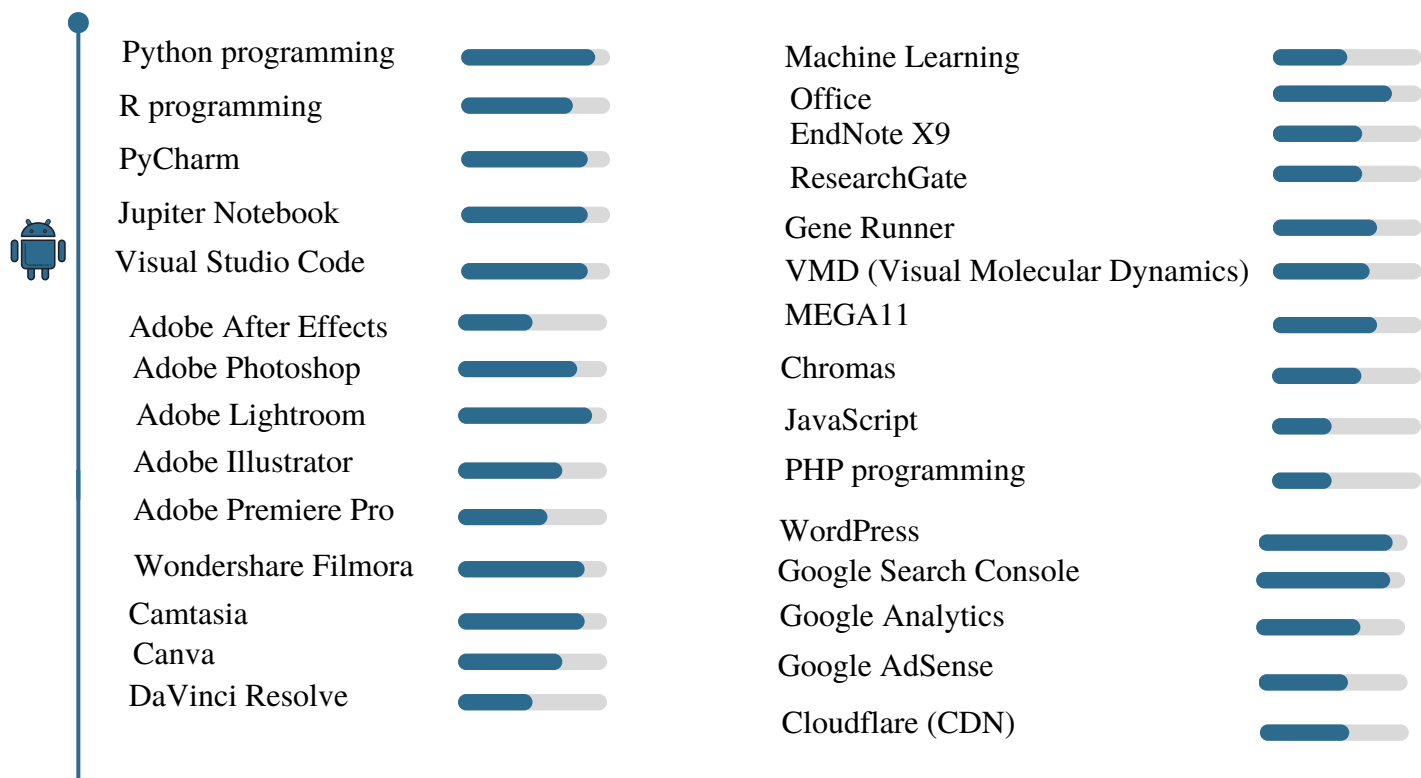 Python programming
R programming
PyCharm
Jupiter Notebook
Visual Studio Code
Adobe After Effects
Adobe Photoshop
Adobe Lightroom
Adobe Illustrator
Adobe Premiere Pro
Wondershare Filmora
Camtasia
Canva
DaVinci Resolve
Machine Learning
Office
EndNote X9
ResearchGate
Gene Runner
VMD (Visual Molecular Dynamics)
MEGA11
Chromas
JavaScript
PHP programming
WordPress
Google Search Console
Google Analytics
Google AdSense
Cloudflare (CDN)